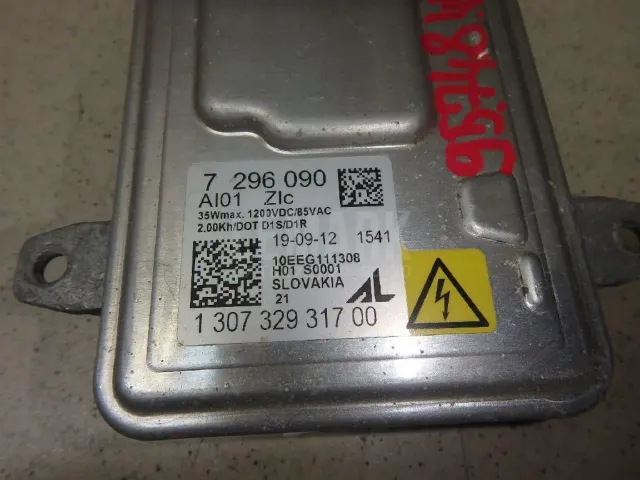 7 296 090
AI01 Zlc
35Wmax. 1200VDC/85VAC
2.00Kh/DOT D1S/D1R
19-09-12 1541
10EEG111308
H01 S0001
SLOVAKIA
21
AL
1 307 329 317 00